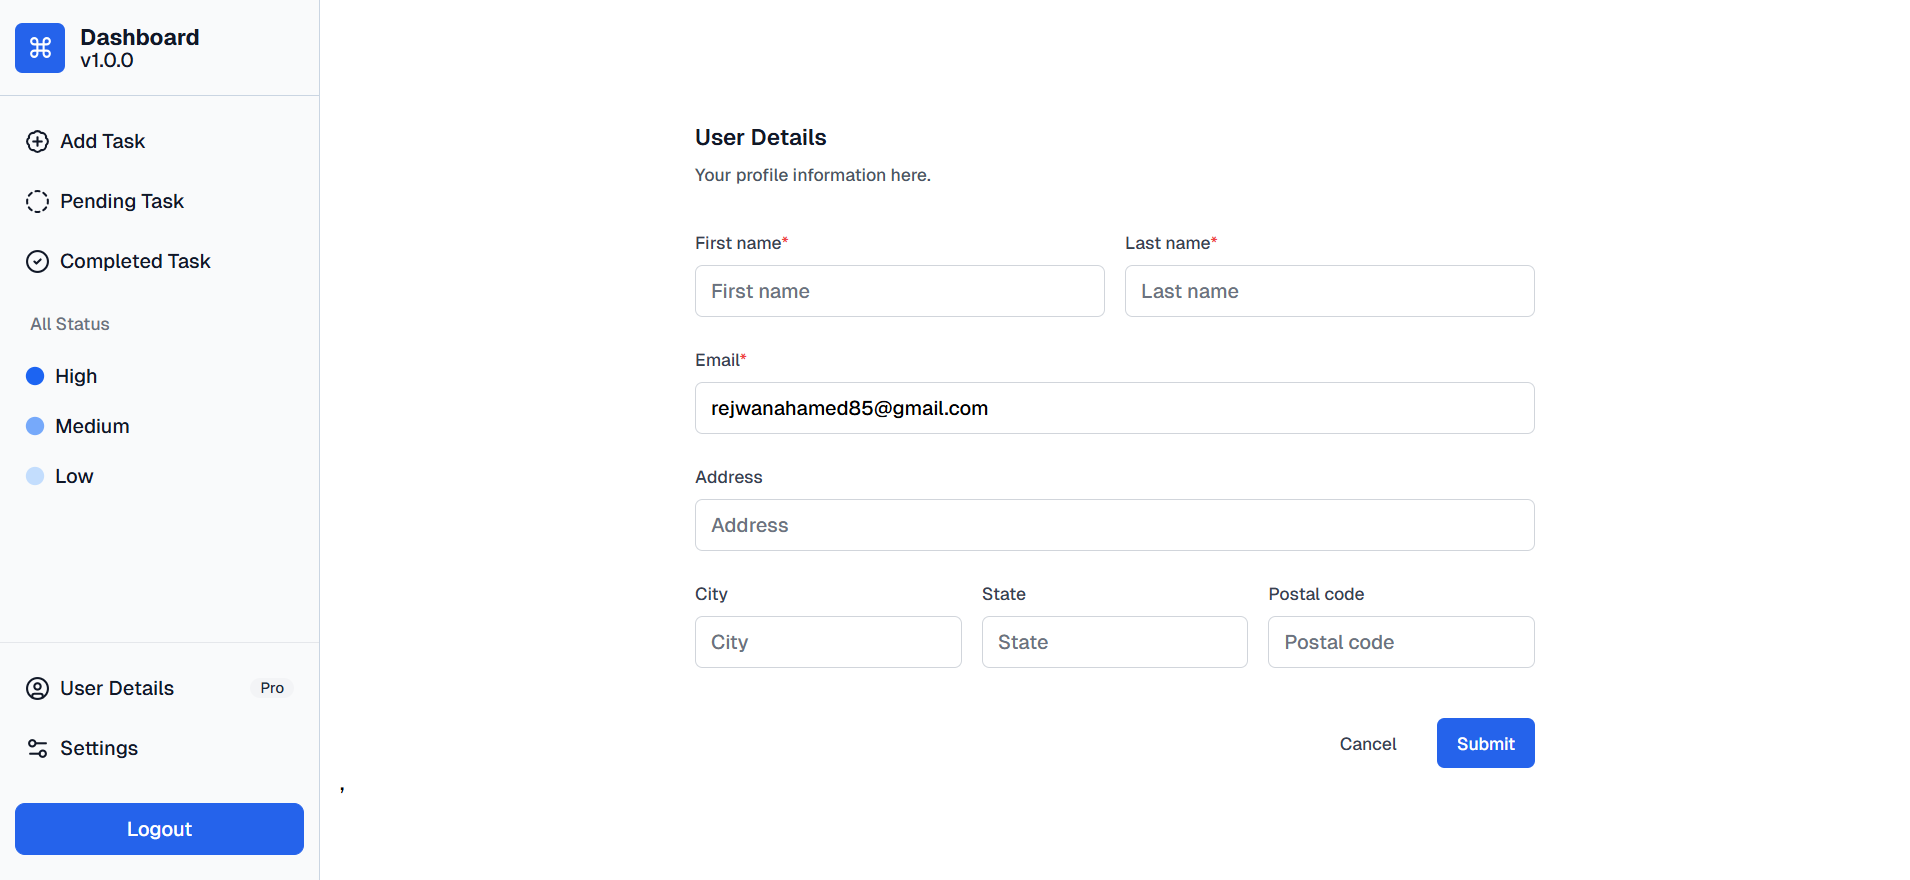 Dashboard
v1.0.0
Add Task
Pending Task
Completed Task
All Status
High
Medium
Low
User Details
Pro
Settings
Logout
User Details
Your profile information here.
First name*
Last name*
First name
Last name
Email*
rejwanahamed85@gmail.com
Address
Address
City
State
Postal code
City
State
Postal code
Cancel
Submit
,